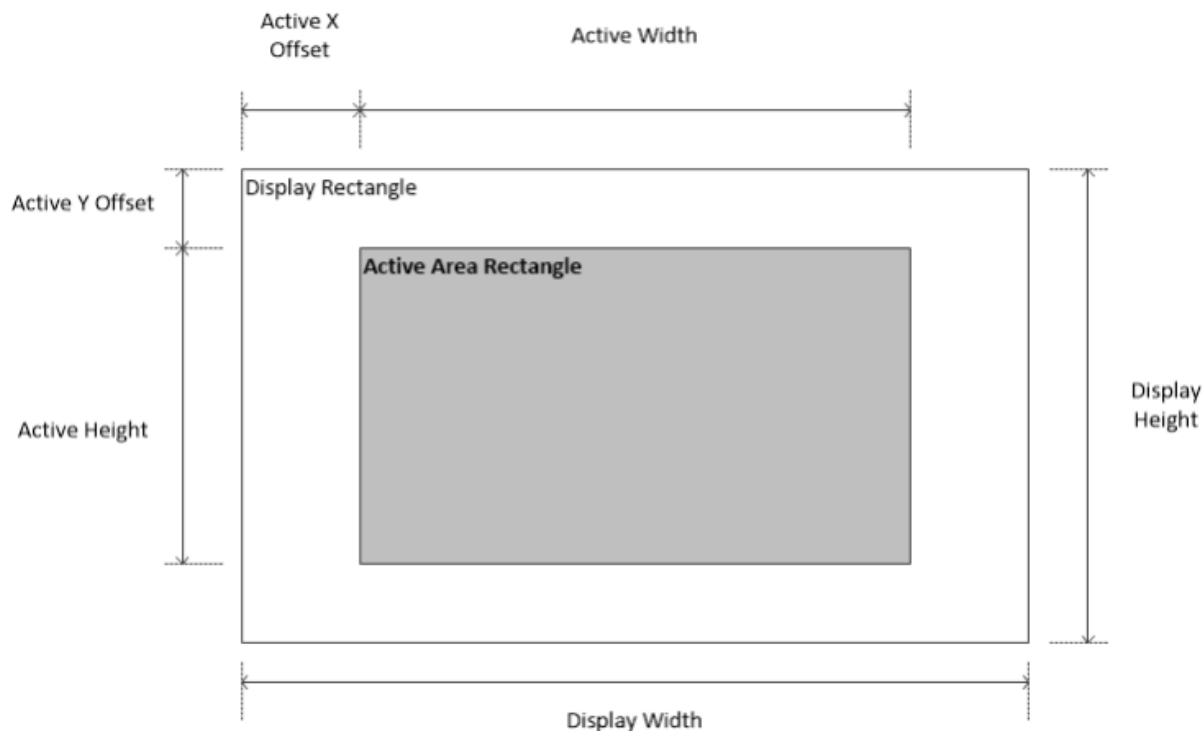 Active X
Offset
Active Width
Display Rectangle
Active Y Offset
Active Area Rectangle
Display
Height
Active Height
Display Width